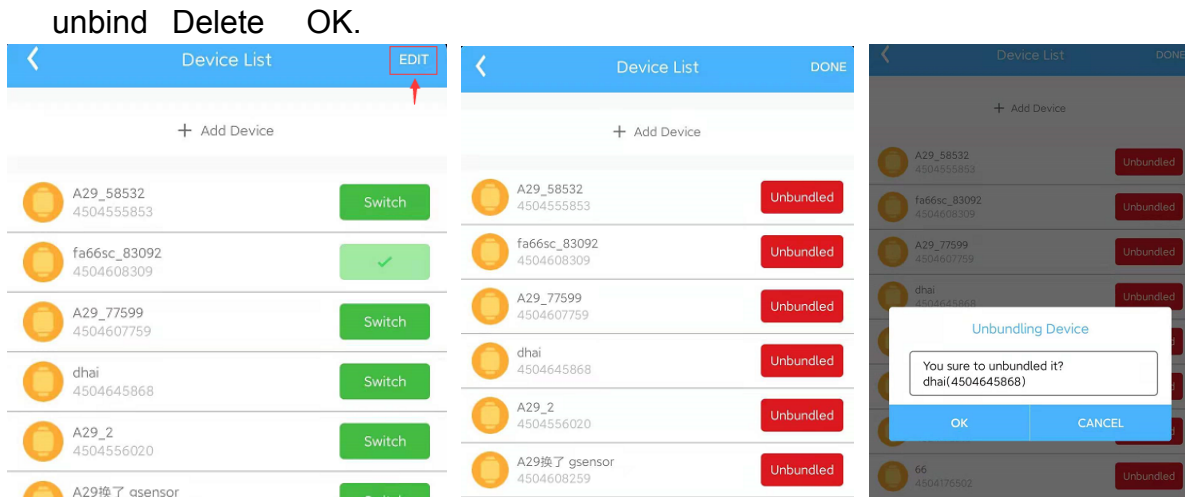 unbind Delete OK.
Device List EDIT
+ Add Device
A29_58532
4504555853
Switch
fa66sc_83092
4504608309
A29_77599
4504607759
Switch
dhai
4504645868
Switch
A29_2
4504556020
Switch
A29换了 gsensor
Device List DONE
+ Add Device
A29_58532
4504555853
Unbundled
fa66sc_83092
4504608309
Unbundled
A29_77599
4504607759
Unbundled
dhai
4504645868
Unbundled
A29_2
4504556020
Unbundled
A29换了 gsensor
4504608259
Unbundled
Device List DONE
+ Add Device
A29_58532
4504555853
Unbundled
fa66sc_83092
4504608309
Unbundled
A29_77599
4504607759
Unbundled
dhai
4504645868
Unbundled
Unbundling Device
You sure to unbundled it?
dhai(4504645868)
OK CANCEL
66
4504176502
Unbundled